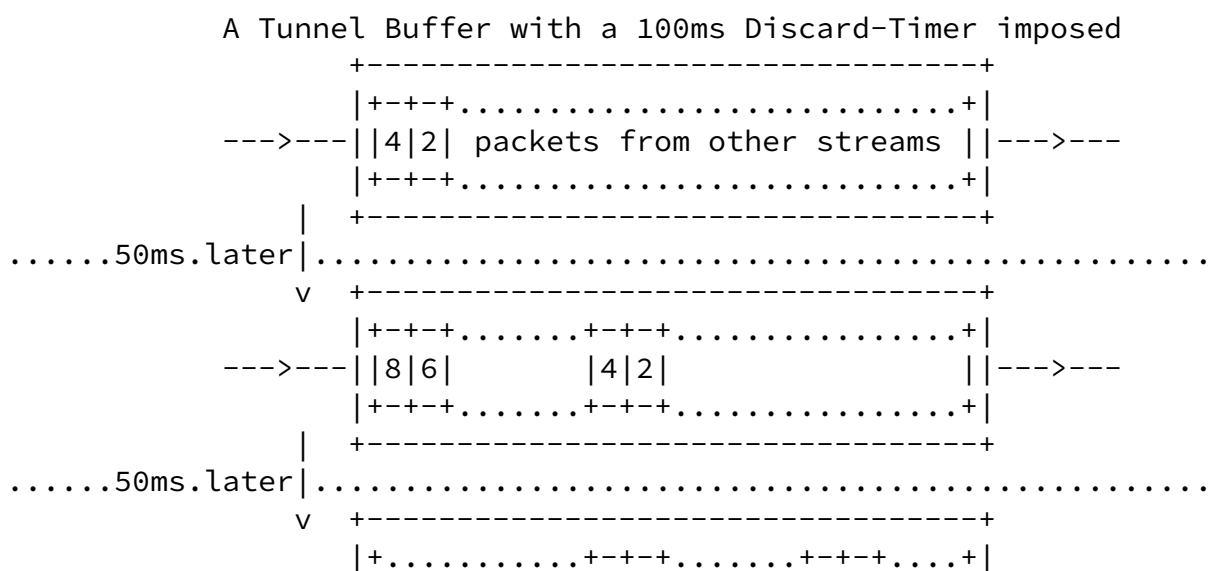 A Tunnel Buffer with a 100ms Discard-Timer imposed
                    +-----------------------------------+
                    |+-+-+............................+|
            --->---||4|2| packets from other streams ||--->---
                    |+-+-+............................+|
                 |  +-----------------------------------+
......50ms.later|...................................................
                 v  +-----------------------------------+
                    |+-+-+.......+-+-+................+|
            --->---||8|6|       |4|2|                 ||--->---
                    |+-+-+.......+-+-+................+|
                 |  +-----------------------------------+
......50ms.later|...................................................
                 v  +-----------------------------------+
                    |+...........+-+-+.......+-+-+....+|